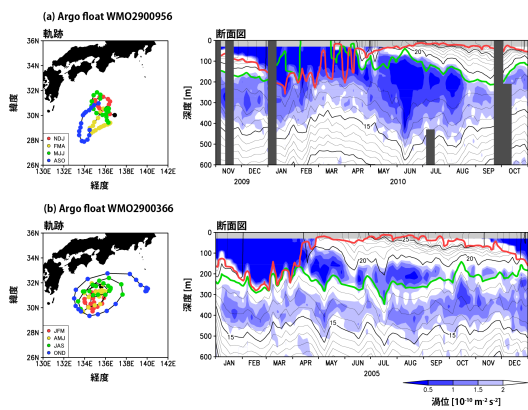 (a) Argo float WMO2900956
軌跡
断面図
36N
34N
32N
30N
28N
26N
緯度
NDJ
FMA
MJJ
ASO
130E 132E 134E 136E 138E 140E 142E
経度
0
100
200
300
400
500
600
深度 [m]
20
15
NOV DEC JAN FEB MAR APR MAY JUN JUL AUG SEP OCT
2009 2010
(b) Argo float WMO2900366
軌跡
断面図
36N
34N
32N
30N
28N
26N
緯度
JFM
AMJ
JAS
OND
130E 132E 134E 136E 138E 140E 142E
経度
0
100
200
300
400
500
600
深度 [m]
25
20
20
15
15
15
JAN FEB MAR APR MAY JUN JUL AUG SEP OCT NOV DEC
2005
0.5 1 1.5 2
渦位 [10⁻¹⁰ m⁻² s⁻²]